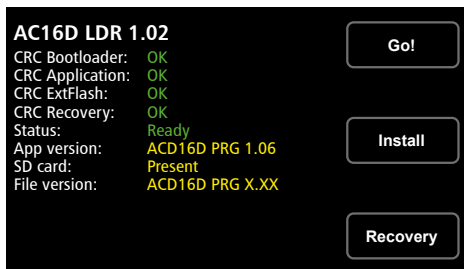 AC16D LDR 1.02
CRC Bootloader: OK
CRC Application: OK
CRC ExtFlash: OK
CRC Recovery: OK
Status: Ready
App version: ACD16D PRG 1.06
SD card: Present
File version: ACD16D PRG X.XX
Go!
Install
Recovery